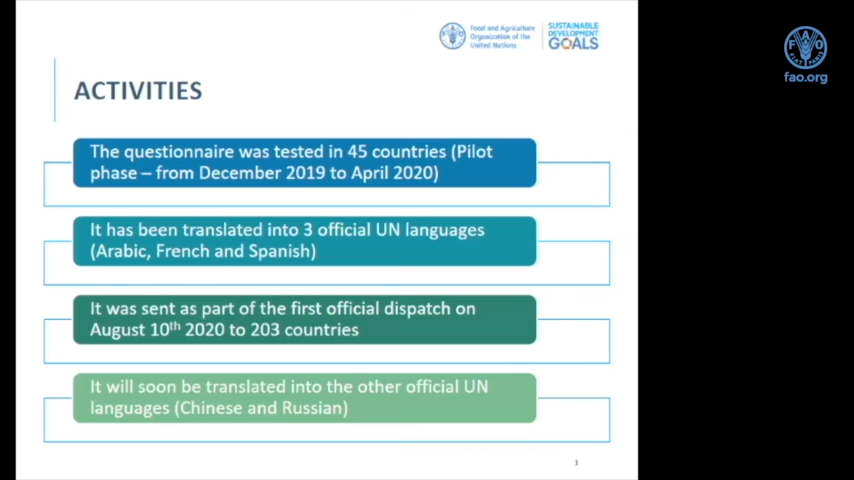 Food and Agriculture
Organization of the
United Nations
SUSTAINABLE
DEVELOPMENT
GOALS
FAO
FIAT PANIS
fao.org
ACTIVITIES
The questionnaire was tested in 45 countries (Pilot
phase – from December 2019 to April 2020)
It has been translated into 3 official UN languages
(Arabic, French and Spanish)
It was sent as part of the first official dispatch on
August 10th 2020 to 203 countries
It will soon be translated into the other official UN
languages (Chinese and Russian)